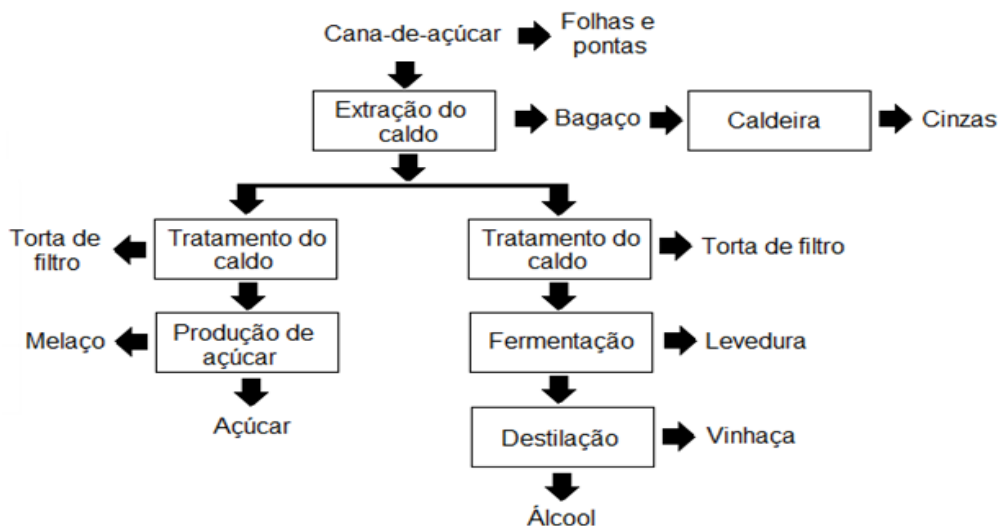 Cana-de-açúcar
Folhas e
pontas
Extração do
caldo
Bagaço
Caldeira
Cinzas
Torta de
filtro
Tratamento do
caldo
Tratamento do
caldo
Torta de filtro
Melaço
Produção de
açúcar
Fermentação
Levedura
Açúcar
Destilação
Vinhaça
Álcool